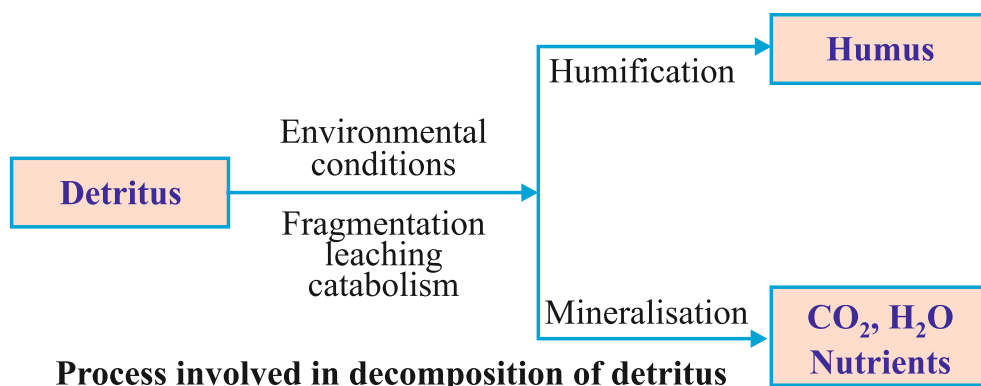 Humus
Humification
Environmental
conditions
Detritus
Fragmentation
leaching
catabolism
Mineralisation
CO₂, H₂O
Nutrients
Process involved in decomposition of detritus